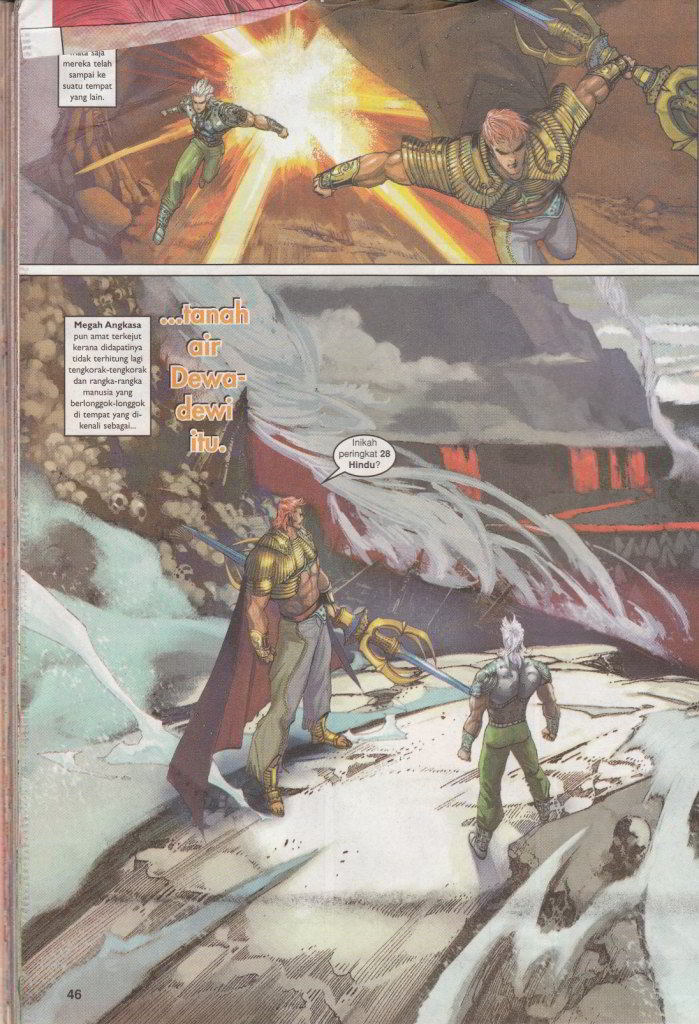 mata saja
mereka telah
sampai ke
suatu tempat
yang lain.
Megah Angkasa
pun amat terkejut
kerana didapatinya
tidak terhitung lagi
tengkorak-tengkorak
dan rangka-rangka
manusia yang
berlonggok-longgok
di tempat yang di-
kenali sebagai...
...tanah
air
Dewa-
dewi
itu.
Inikah
peringkat 28
Hindu?
46